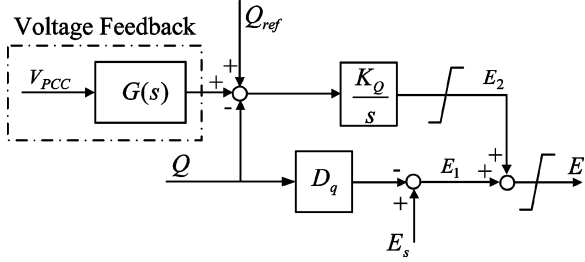 Voltage Feedback
Q_ref
V_PCC
G(s)
+
+
-
K_Q
s
E_2
Q
D_q
-
+
E_1
+
+
E
E_s